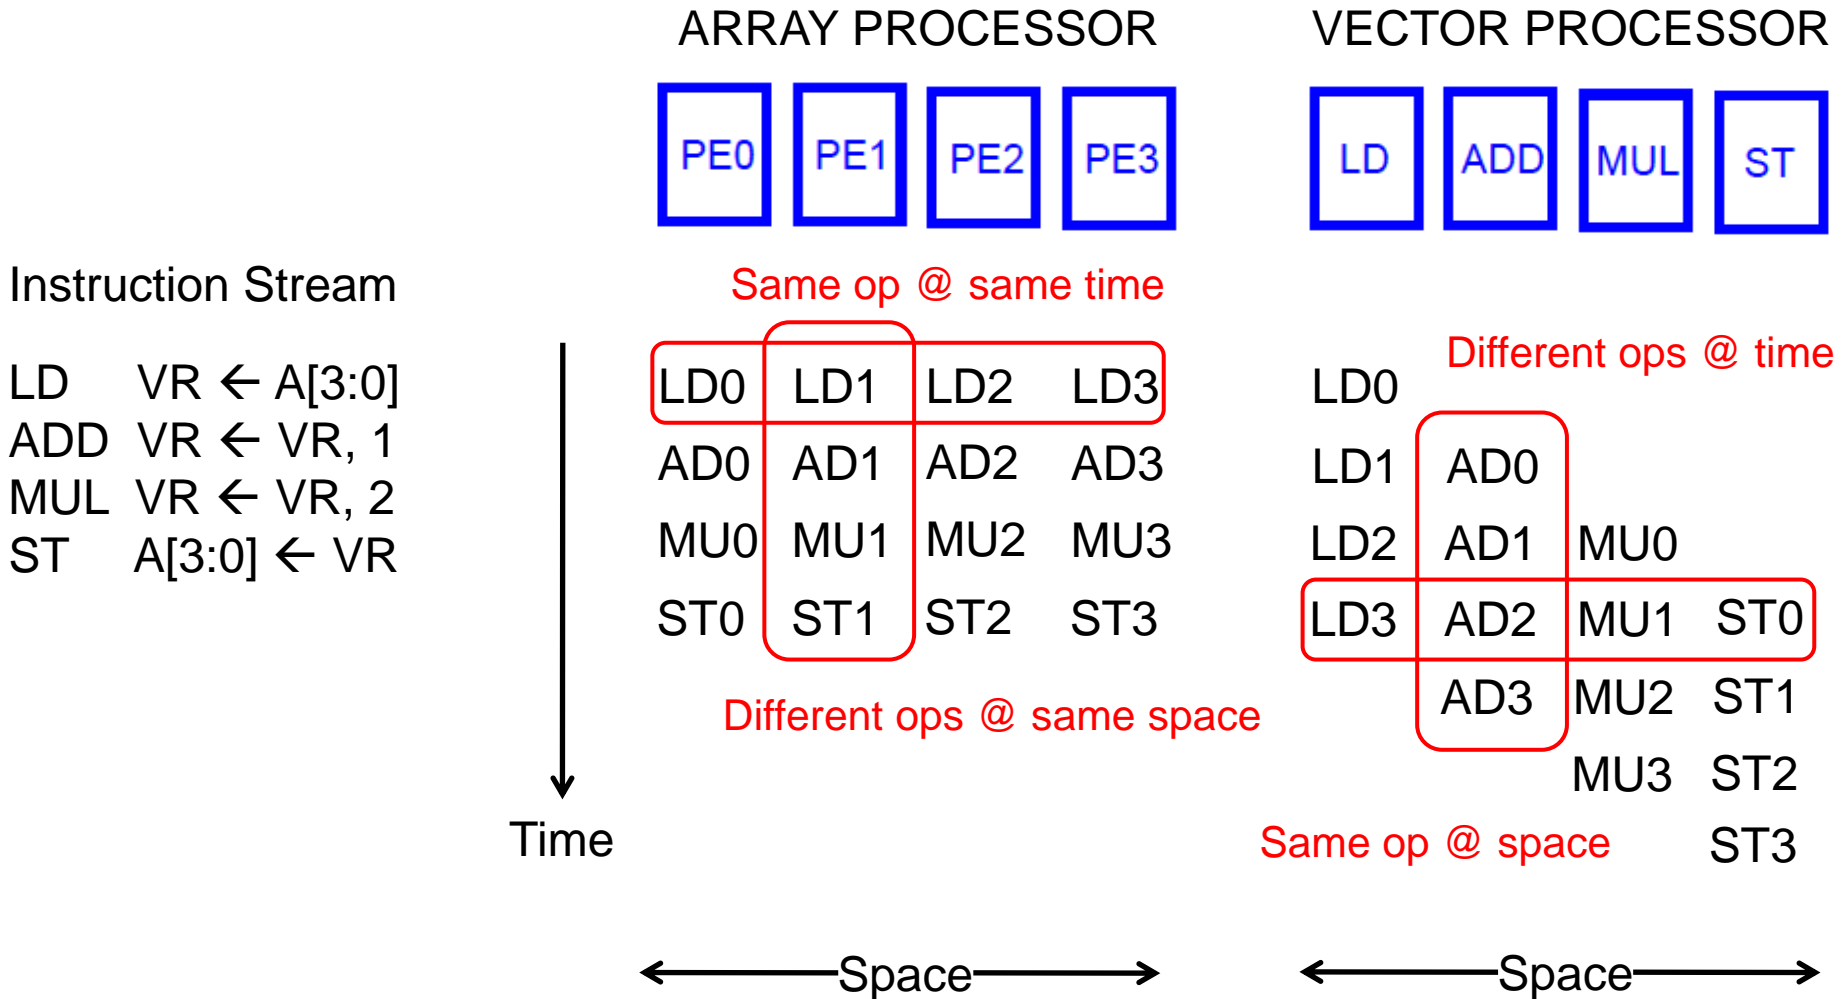 ARRAY PROCESSOR VECTOR PROCESSOR
PE0 PE1 PE2 PE3 LD ADD MUL ST
Instruction Stream
Same op @ same time
Different ops @ time
LD VR ← A[3:0]
ADD VR ← VR, 1
MUL VR ← VR, 2
ST A[3:0] ← VR
LD0 LD1 LD2 LD3
AD0 AD1 AD2 AD3
MU0 MU1 MU2 MU3
ST0 ST1 ST2 ST3
Different ops @ same space
LD0
LD1 AD0
LD2 AD1 MU0
LD3 AD2 MU1 ST0
AD3 MU2 ST1
MU3 ST2
ST3
Same op @ space
Time
Space Space